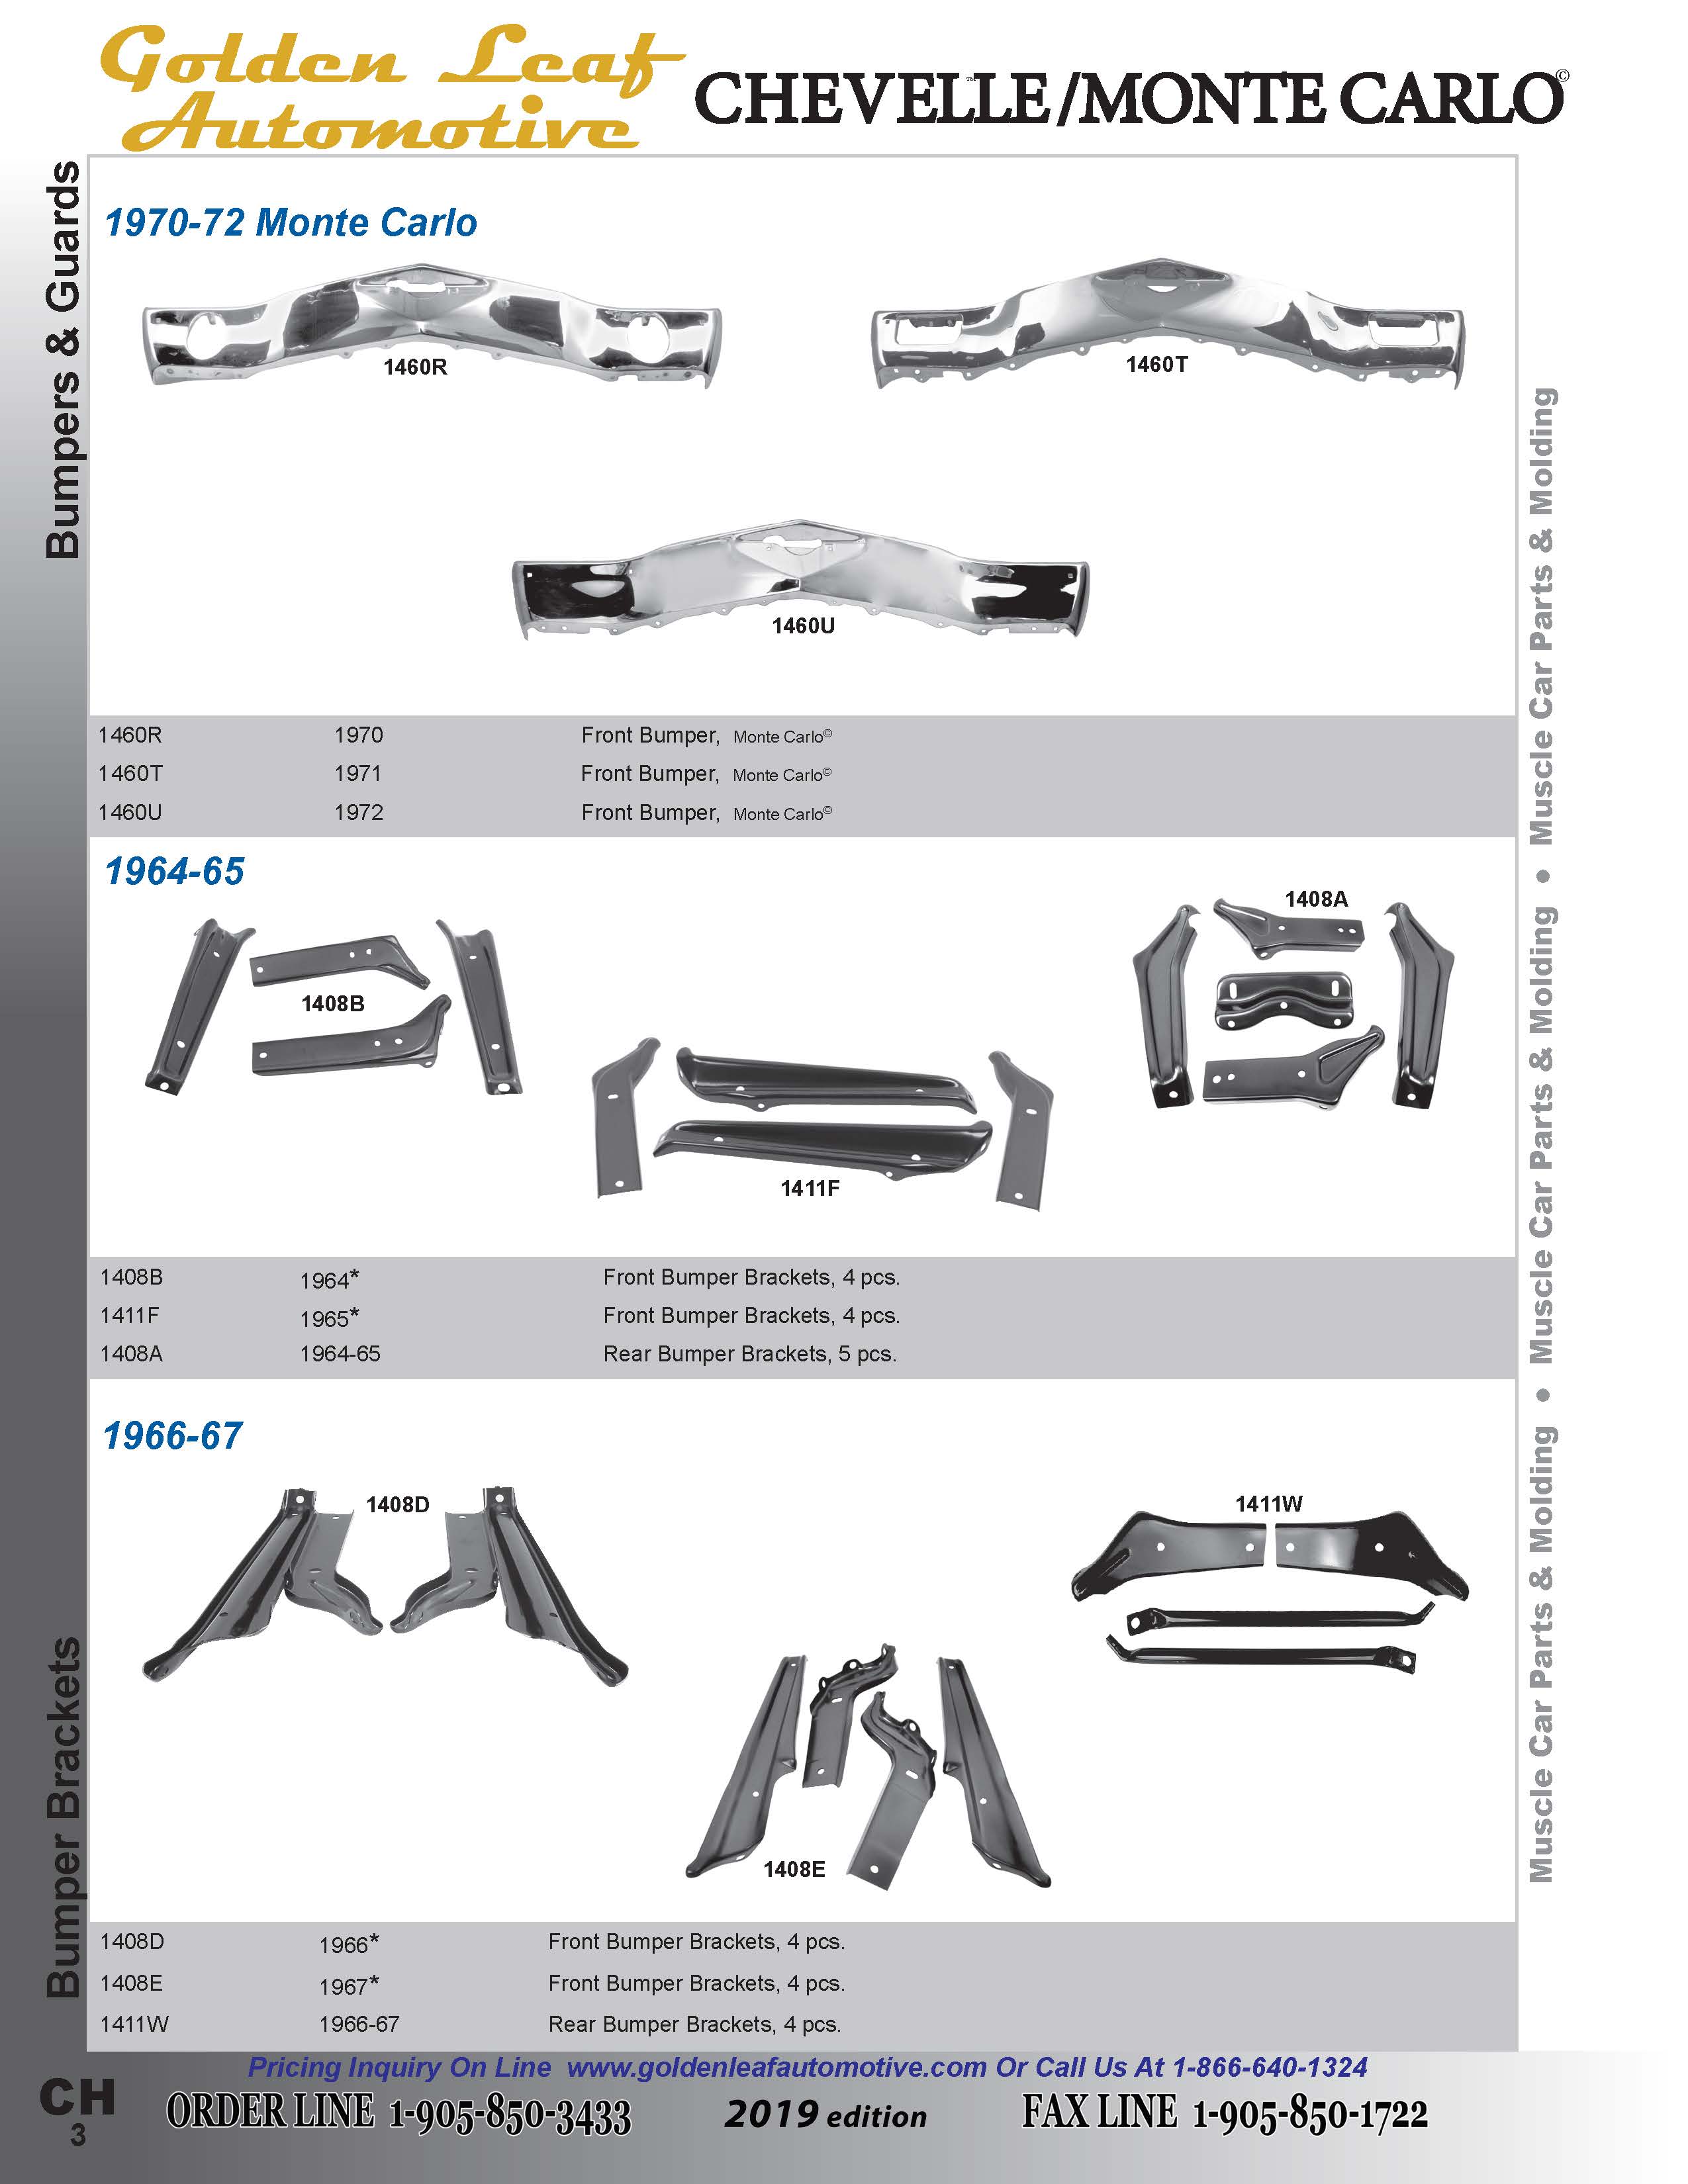 Golden Leaf
Automotive
CHEVELLE™/MONTE CARLO©
Bumpers & Guards
1970-72 Monte Carlo
1460R
1460T
1460U
1460R 1970 Front Bumper, Monte Carlo©
1460T 1971 Front Bumper, Monte Carlo©
1460U 1972 Front Bumper, Monte Carlo©
1964-65
1408A
1408B
1411F
1408B 1964* Front Bumper Brackets, 4 pcs.
1411F 1965* Front Bumper Brackets, 4 pcs.
1408A 1964-65 Rear Bumper Brackets, 5 pcs.
Bumper Brackets
1966-67
1408D
1411W
1408E
1408D 1966* Front Bumper Brackets, 4 pcs.
1408E 1967* Front Bumper Brackets, 4 pcs.
1411W 1966-67 Rear Bumper Brackets, 4 pcs.
Muscle Car Parts & Molding • Muscle Car Parts & Molding • Muscle Car Parts & Molding
Pricing Inquiry On Line www.goldenleafautomotive.com Or Call Us At 1-866-640-1324
CH
3
ORDER LINE 1-905-850-3433 2019 edition FAX LINE 1-905-850-1722